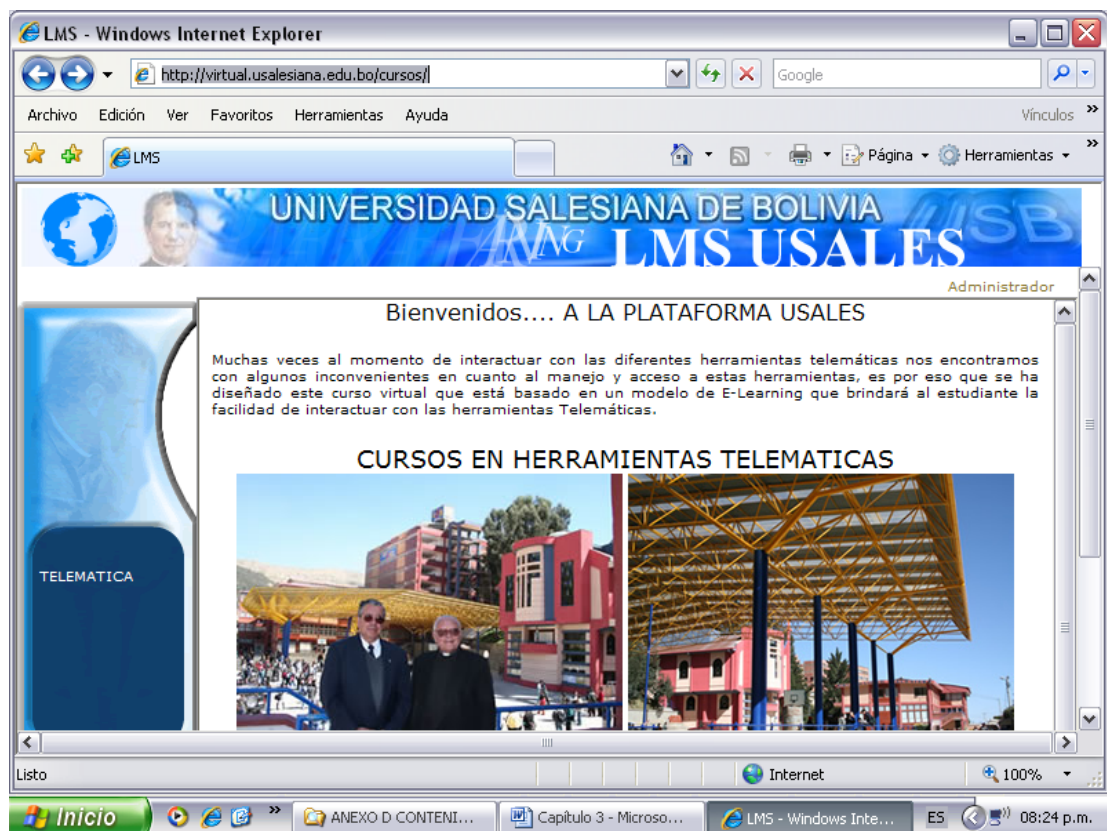 LMS - Windows Internet Explorer
http://virtual.usalesiana.edu.bo/cursos/
Google
Archivo Edición Ver Favoritos Herramientas Ayuda Vínculos »
LMS Página Herramientas »
UNIVERSIDAD SALESIANA DE BOLIVIA
USB
LMS USALES
Administrador
Bienvenidos.... A LA PLATAFORMA USALES
Muchas veces al momento de interactuar con las diferentes herramientas telemáticas nos encontramos
con algunos inconvenientes en cuanto al manejo y acceso a estas herramientas, es por eso que se ha
diseñado este curso virtual que está basado en un modelo de E-Learning que brindará al estudiante la
facilidad de interactuar con las herramientas Telemáticas.
CURSOS EN HERRAMIENTAS TELEMATICAS
TELEMATICA
Listo Internet 100%
Inicio » ANEXO D CONTENI... Capítulo 3 - Microso... LMS - Windows Inte... ES 08:24 p.m.